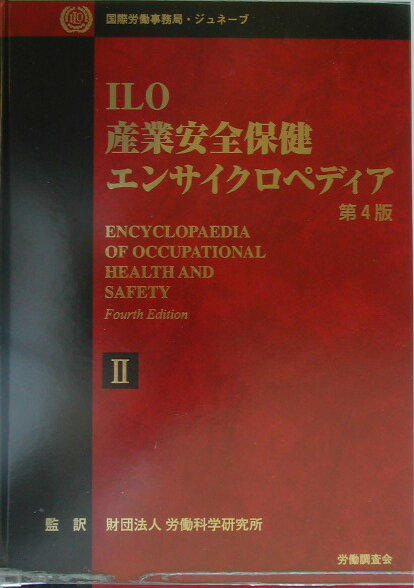 ILO
国際労働事務局・ジュネーブ
ILO
産業安全保健
エンサイクロペディア
第4版
ENCYCLOPAEDIA
OF OCCUPATIONAL
HEALTH AND
SAFETY
Fourth Edition
II
監訳 財団法人 労働科学研究所
労働調査会